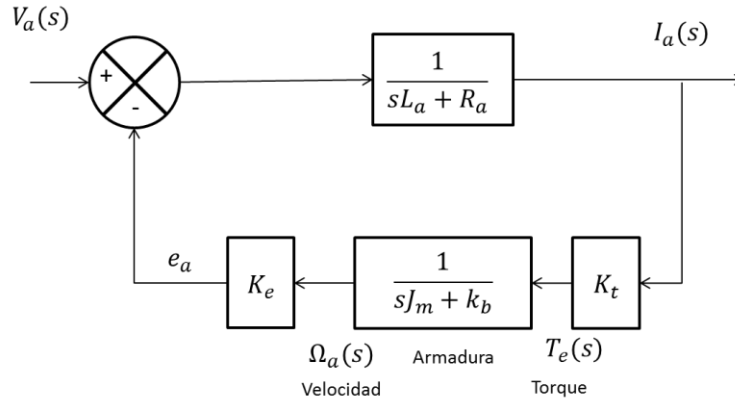 V_a(s)
I_a(s)
+
-
1
sL_a + R_a
e_a
K_e
1
sJ_m + k_b
K_t
Ω_a(s)
Armadura
T_e(s)
Velocidad
Torque